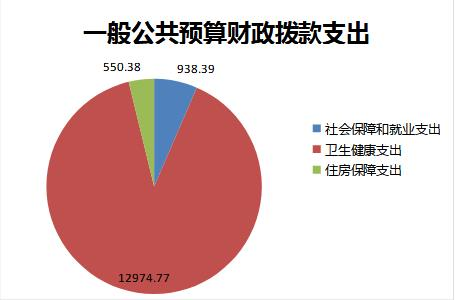 一般公共预算财政拨款支出
550.38
938.39
社会保障和就业支出
卫生健康支出
住房保障支出
12974.77